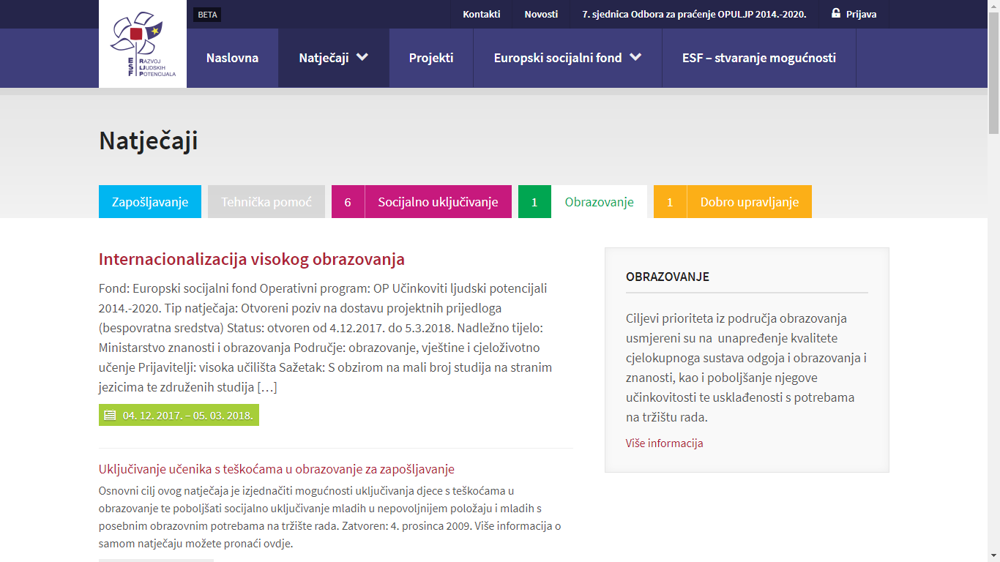 BETA
Kontakti
Novosti
7. sjednica Odbora za praćenje OPULJP 2014.-2020.
Prijava
ESF
RAZVOJ
LJUDSKIH
POTENCIJALA
Naslovna
Natječaji
Projekti
Europski socijalni fond
ESF – stvaranje mogućnosti
Natječaji
Zapošljavanje
Tehnička pomoć
6 Socijalno uključivanje
1 Obrazovanje
1 Dobro upravljanje
Internacionalizacija visokog obrazovanja
Fond: Europski socijalni fond Operativni program: OP Učinkoviti ljudski potencijali
2014.-2020. Tip natječaja: Otvoreni poziv na dostavu projektnih prijedloga
(bespovratna sredstva) Status: otvoren od 4.12.2017. do 5.3.2018. Nadležno tijelo:
Ministarstvo znanosti i obrazovanja Područje: obrazovanje, vještine i cjeloživotno
učenje Prijavitelji: visoka učilišta Sažetak: S obzirom na mali broj studija na stranim
jezicima te združenih studija […]
04. 12. 2017. – 05. 03. 2018.
Uključivanje učenika s teškoćama u obrazovanje za zapošljavanje
Osnovni cilj ovog natječaja je izjednačiti mogućnosti uključivanja djece s teškoćama u
obrazovanje te poboljšati socijalno uključivanje mladih u nepovoljnijem položaju i mladih s
posebnim obrazovnim potrebama na tržište rada. Zatvoren: 4. prosinca 2009. Više informacija o
samom natječaju možete pronaći ovdje.
OBRAZOVANJE
Ciljevi prioriteta iz područja obrazovanja
usmjereni su na unapređenje kvalitete
cjelokupnoga sustava odgoja i obrazovanja i
znanosti, kao i poboljšanje njegove
učinkovitosti te usklađenosti s potrebama
na tržištu rada.
Više informacija